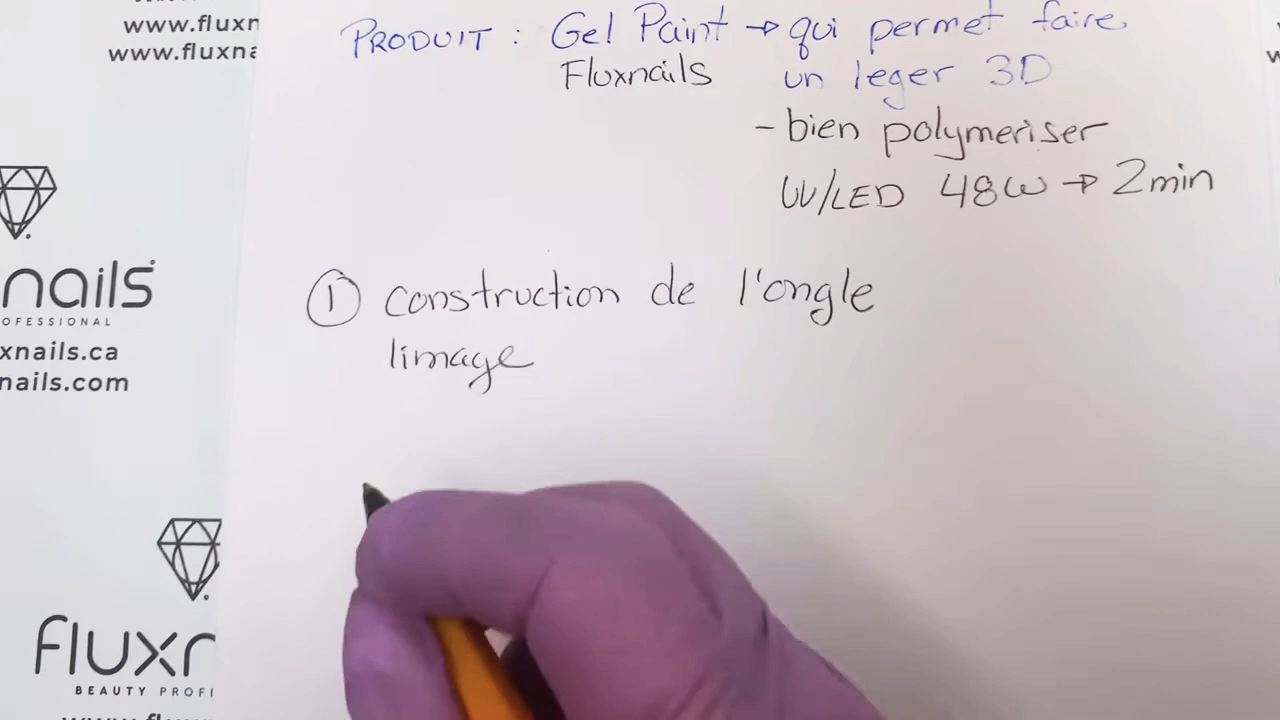 www.fluxn
www.fluxna
nails
OFESSIONAL
xnails.ca
nails.com
fluxr
BEAUTY PROFI
PRODUIT : Gel Paint → qui permet faire
Fluxnails un leger 3D
- bien polymeriser
UV/LED 48W → 2min
① construction de l'ongle
limage